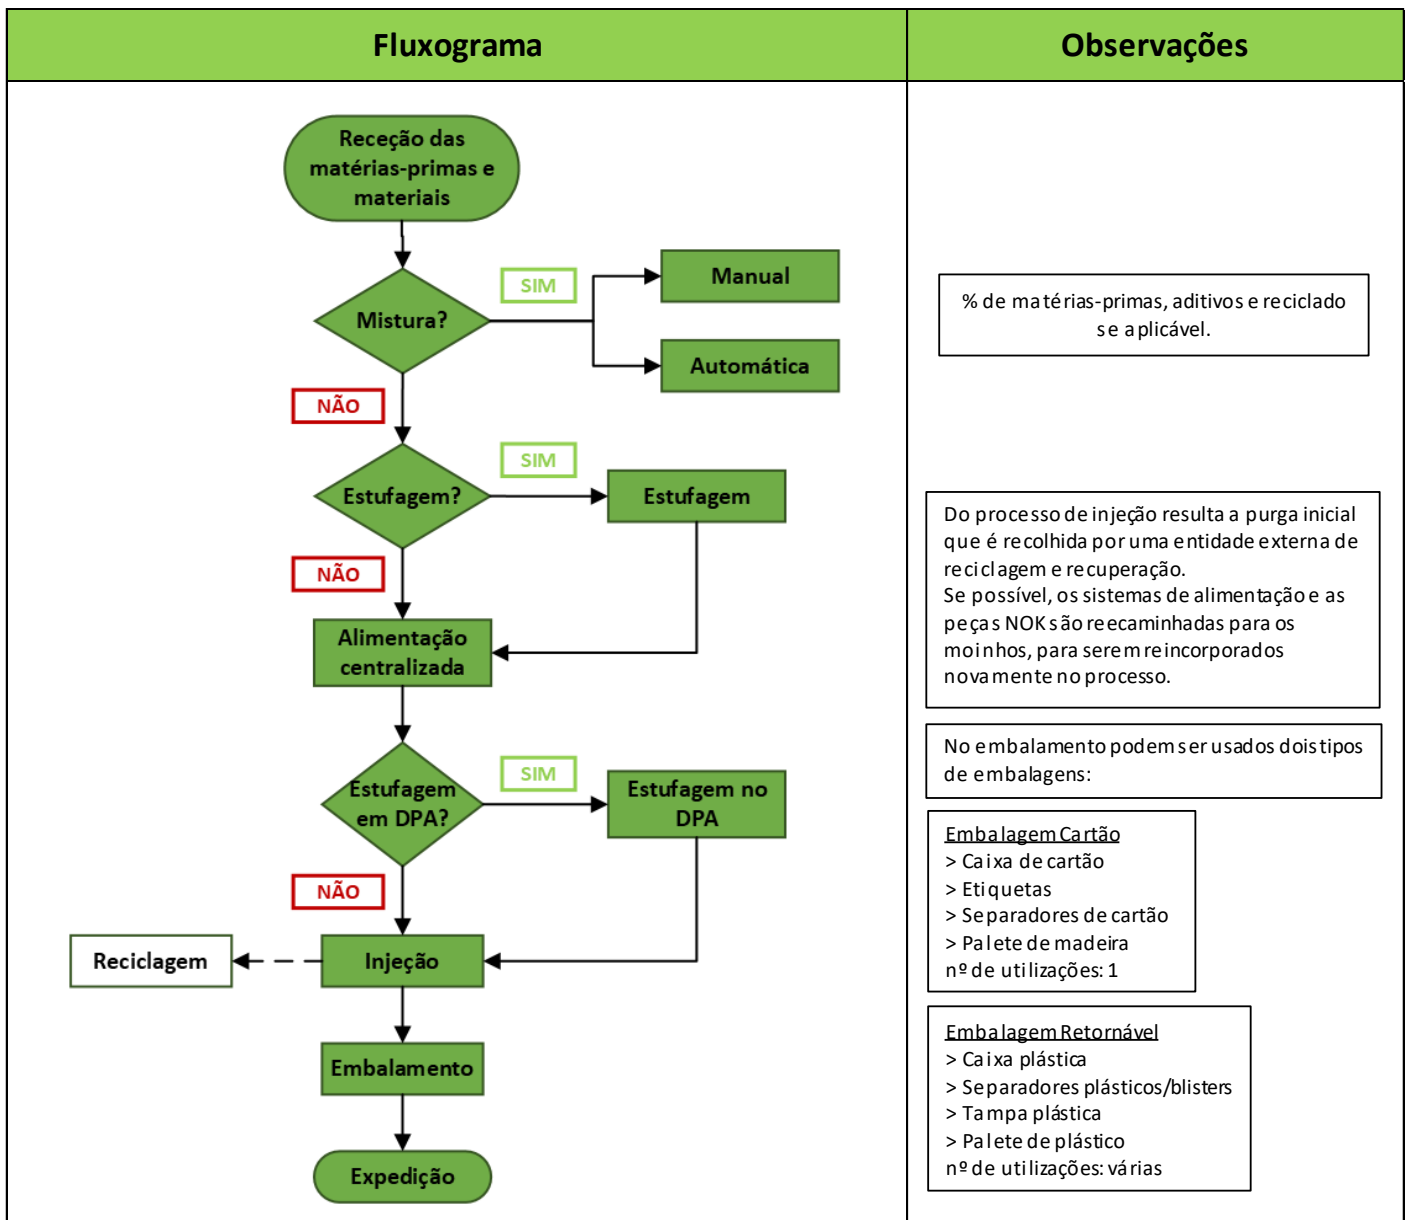 Fluxograma
Observações
Receção das
matérias-primas e
materiais
SIM
Manual
Mistura?
Automática
NÃO
% de matérias-primas, aditivos e reciclado
se aplicável.
SIM
Estufagem?
Estufagem
NÃO
Alimentação
centralizada
Do processo de injeção resulta a purga inicial
que é recolhida por uma entidade externa de
reciclagem e recuperação.
Se possível, os sistemas de alimentação e as
peças NOK são reecaminhadas para os
moinhos, para serem reincorporados
novamente no processo.
SIM
Estufagem
em DPA?
Estufagem no
DPA
NÃO
No embalamento podem ser usados dois tipos
de embalagens:
Reciclagem
Injeção
Embalagem Cartão
> Caixa de cartão
> Etiquetas
> Separadores de cartão
> Palete de madeira
nº de utilizações: 1
Embalamento
Expedição
Embalagem Retornável
> Caixa plástica
> Separadores plásticos/blisters
> Tampa plástica
> Palete de plástico
nº de utilizações: várias